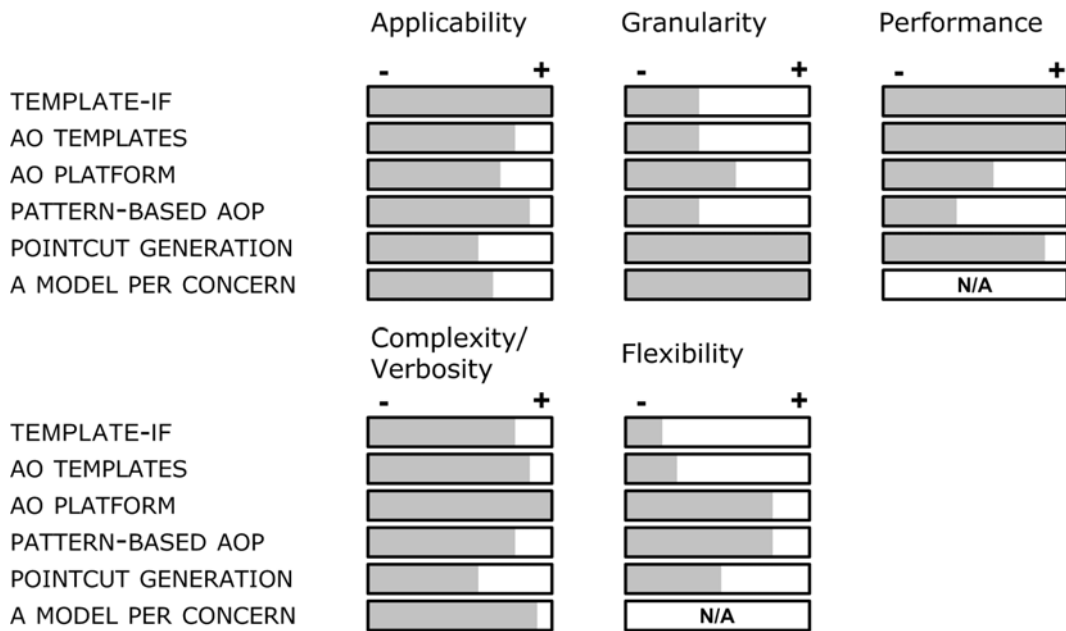 Applicability Granularity Performance
- + - + - +
TEMPLATE-IF
AO TEMPLATES
AO PLATFORM
PATTERN-BASED AOP
POINTCUT GENERATION
A MODEL PER CONCERN N/A
Complexity/
Verbosity Flexibility
- + - +
TEMPLATE-IF
AO TEMPLATES
AO PLATFORM
PATTERN-BASED AOP
POINTCUT GENERATION
A MODEL PER CONCERN N/A